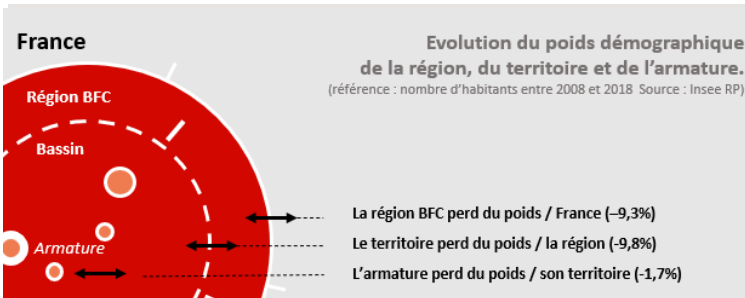 France
Evolution du poids démographique
de la région, du territoire et de l'armature.
(référence : nombre d'habitants entre 2008 et 2018 Source : Insee RP)
Région BFC
Bassin
Armature
La région BFC perd du poids / France (–9,3%)
Le territoire perd du poids / la région (-9,8%)
L'armature perd du poids / son territoire (-1,7%)